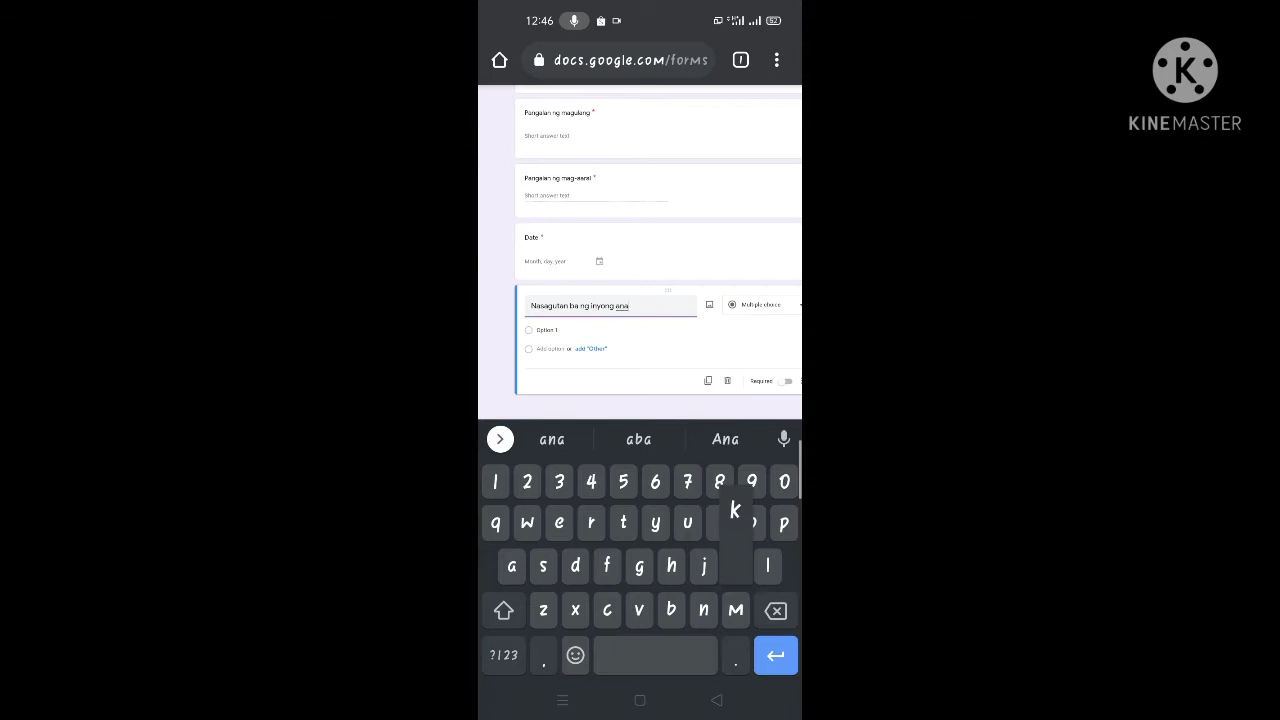 12:46
52
docs.google.com/forms
1
K
KINEMASTER
Pangalan ng magulang *
Short answer text
Pangalan ng mag-aaral *
Short answer text
Date *
Month, day, year
Nasagutan ba ng inyong ana
Multiple choice
Option 1
Add option or add "Other"
Required
ana aba Ana
1 2 3 4 5 6 7 8 9 0
k
q w e r t y u p
a s d f g h j l
z x c v b n m
?123 , .